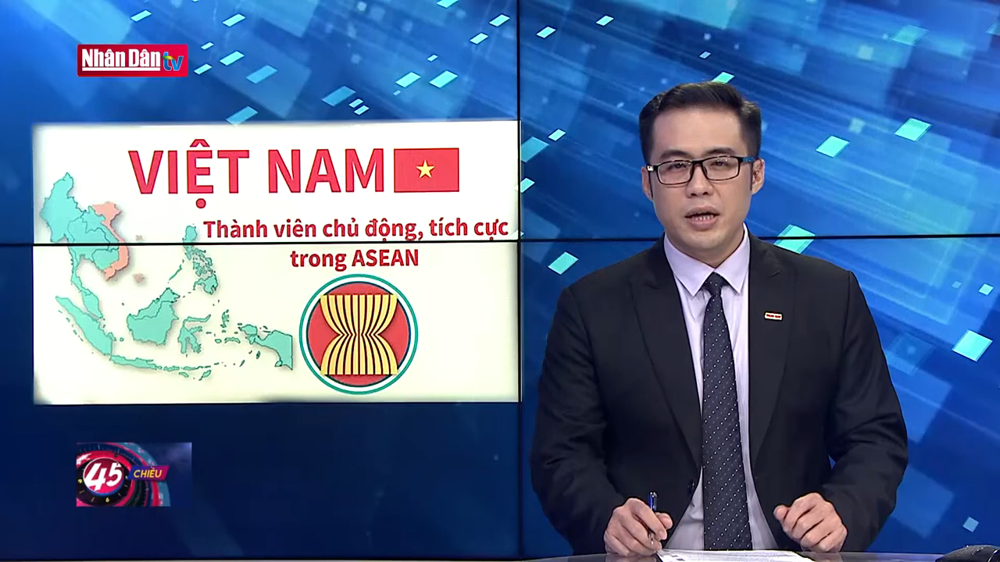 Nhân Dân tv
VIỆT NAM
Thành viên chủ động, tích cực
trong ASEAN
45 CHIỀU